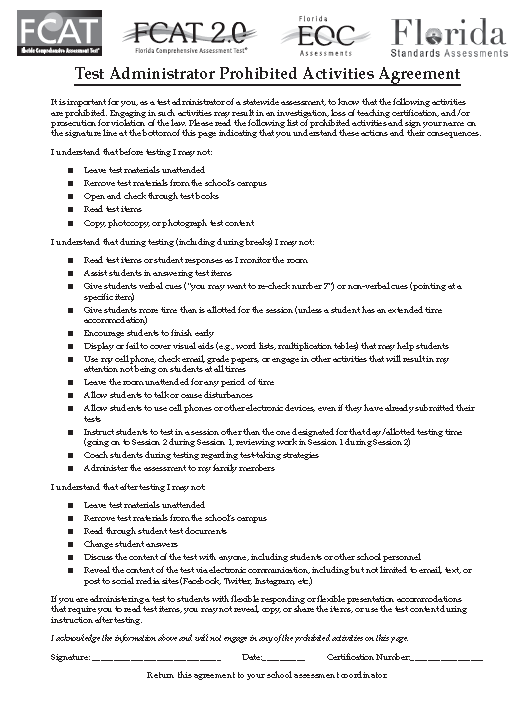 FCAT
Florida Comprehensive Assessment Test®
FCAT 2.0
Florida Comprehensive Assessment Test®
Florida
EOC
Assessments
Florida
Standards Assessments
Test Administrator Prohibited Activities Agreement
It is important for you, as a test administrator of a statewide assessment, to know that the following activities
are prohibited. Engaging in such activities may result in an investigation, loss of teaching certification, and/or
prosecution for violation of the law. Please read the following list of prohibited activities and sign your name on
the signature line at the bottom of this page indicating that you understand these actions and their consequences.
I understand that before testing I may not:
■ Leave test materials unattended
■ Remove test materials from the school's campus
■ Open and check through test books
■ Read test items
■ Copy, photocopy, or photograph test content
I understand that during testing (including during breaks) I may not:
■ Read test items or student responses as I monitor the room
■ Assist students in answering test items
■ Give students verbal cues ("you may want to re-check number 7") or non-verbal cues (pointing at a
specific item)
■ Give students more time than is allotted for the session (unless a student has an extended time
accommodation)
■ Encourage students to finish early
■ Display or fail to cover visual aids (e.g., word lists, multiplication tables) that may help students
■ Use my cell phone, check email, grade papers, or engage in other activities that will result in my
attention not being on students at all times
■ Leave the room unattended for any period of time
■ Allow students to talk or cause disturbances
■ Allow students to use cell phones or other electronic devices, even if they have already submitted their
tests
■ Instruct students to test in a session other than the one designated for that day/allotted testing time
(going on to Session 2 during Session 1, reviewing work in Session 1 during Session 2)
■ Coach students during testing regarding test-taking strategies
■ Administer the assessment to my family members
I understand that after testing I may not:
■ Leave test materials unattended
■ Remove test materials from the school's campus
■ Read through student test documents
■ Change student answers
■ Discuss the content of the test with anyone, including students or other school personnel
■ Reveal the content of the test via electronic communication, including but not limited to email, text, or
post to social media sites (Facebook, Twitter, Instagram, etc.)
If you are administering a test to students with flexible responding or flexible presentation accommodations
that require you to read test items, you may not reveal, copy, or share the items, or use the test content during
instruction after testing.
I acknowledge the information above and will not engage in any of the prohibited activities on this page.
Signature: ____________________________ Date:_________ Certification Number:_______________
Return this agreement to your school assessment coordinator.